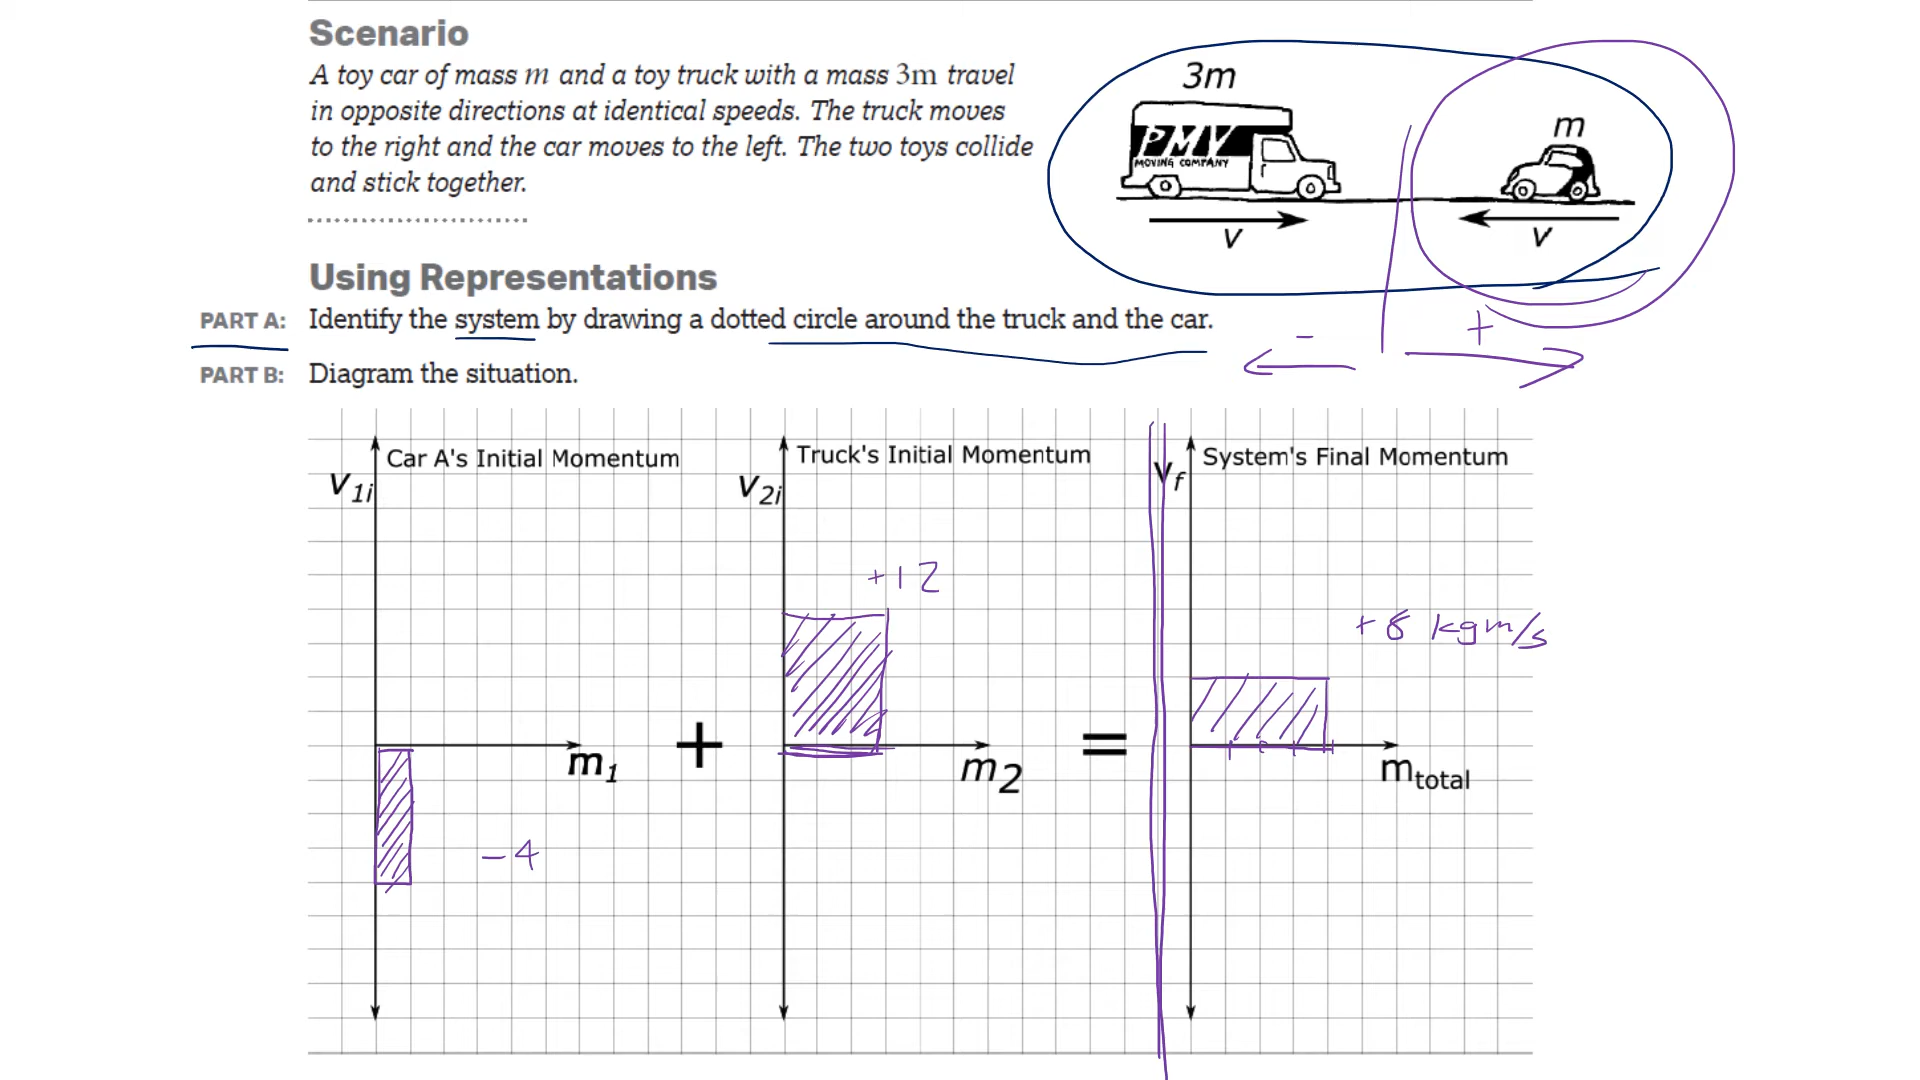 Scenario
A toy car of mass m and a toy truck with a mass 3m travel
in opposite directions at identical speeds. The truck moves
to the right and the car moves to the left. The two toys collide
and stick together.
3m
m
PMV
MOVING COMPANY
v
v
Using Representations
PART A: Identify the system by drawing a dotted circle around the truck and the car.
- +
PART B: Diagram the situation.
Car A's Initial Momentum
Truck's Initial Momentum
System's Final Momentum
V1i
V2i
Vf
+12
+8 kgm/s
+
=
m1
m2
mtotal
-4